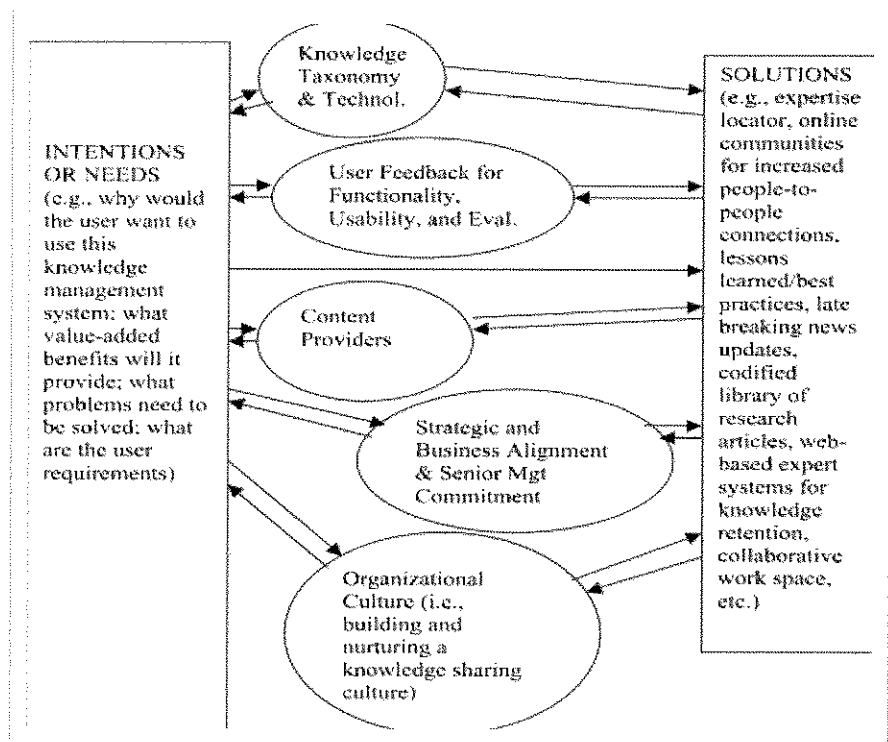 Knowledge
Taxonomy
& Technol.
INTENTIONS
OR NEEDS
(e.g., why would
the user want to
use this
knowledge
management
system; what
value-added
benefits will it
provide; what
problems need to
be solved; what
are the user
requirements)
User Feedback for
Functionality,
Usability, and Eval.
Content
Providers
Strategic and
Business Alignment
& Senior Mgt
Commitment
Organizational
Culture (i.e.,
building and
nurturing a
knowledge sharing
culture)
SOLUTIONS
(e.g., expertise
locator, online
communities
for increased
people-to-
people
connections,
lessons
learned/best
practices, late
breaking news
updates,
codified
library of
research
articles, web-
based expert
systems for
knowledge
retention,
collaborative
work space,
etc.)